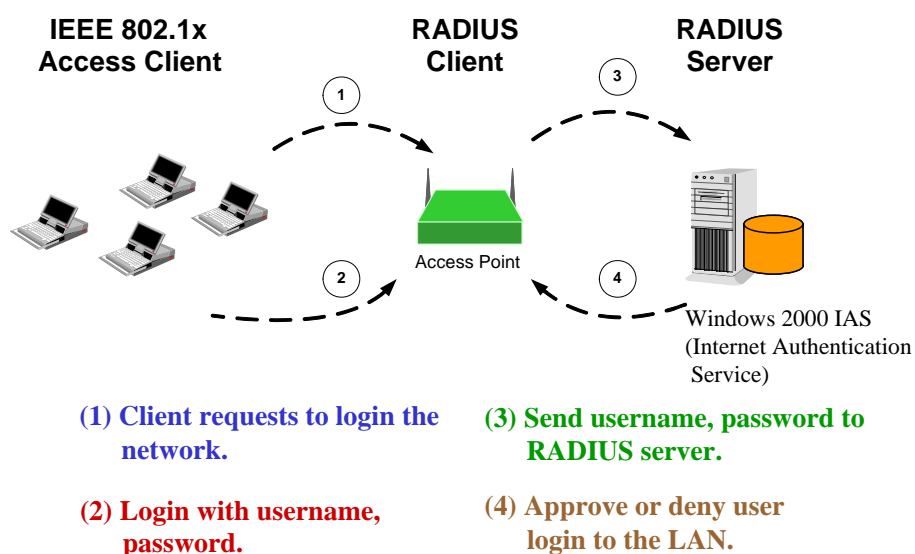 IEEE 802.1x
Access Client
RADIUS
Client
RADIUS
Server
1
3
2
4
Access Point
Windows 2000 IAS
(Internet Authentication
Service)
(1) Client requests to login the
network.
(2) Login with username,
password.
(3) Send username, password to
RADIUS server.
(4) Approve or deny user
login to the LAN.